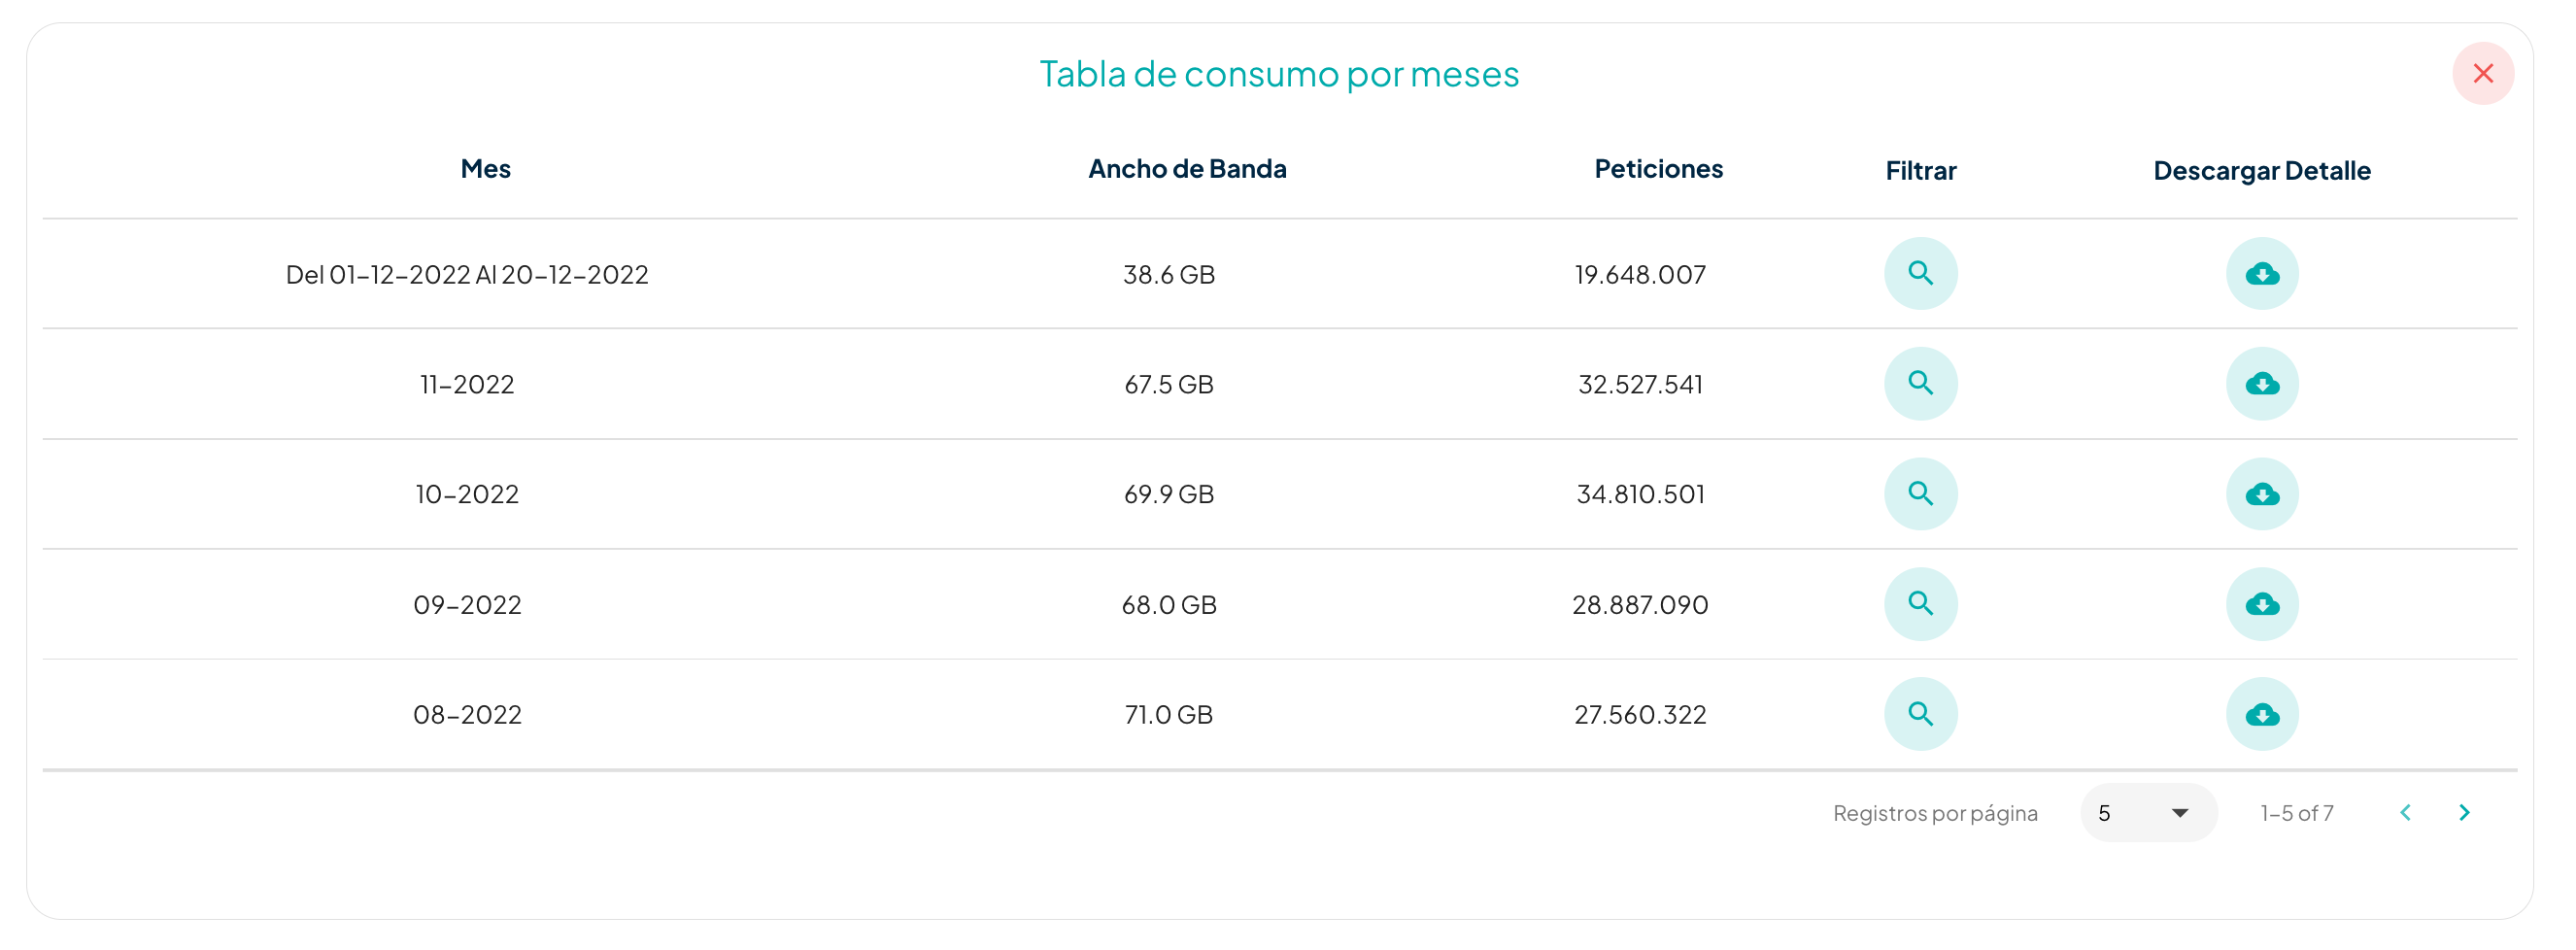 Tabla de consumo por meses
Mes Ancho de Banda Peticiones Filtrar Descargar Detalle
Del 01-12-2022 Al 20-12-2022 38.6 GB 19.648.007
11-2022 67.5 GB 32.527.541
10-2022 69.9 GB 34.810.501
09-2022 68.0 GB 28.887.090
08-2022 71.0 GB 27.560.322
Registros por página 5 1-5 of 7